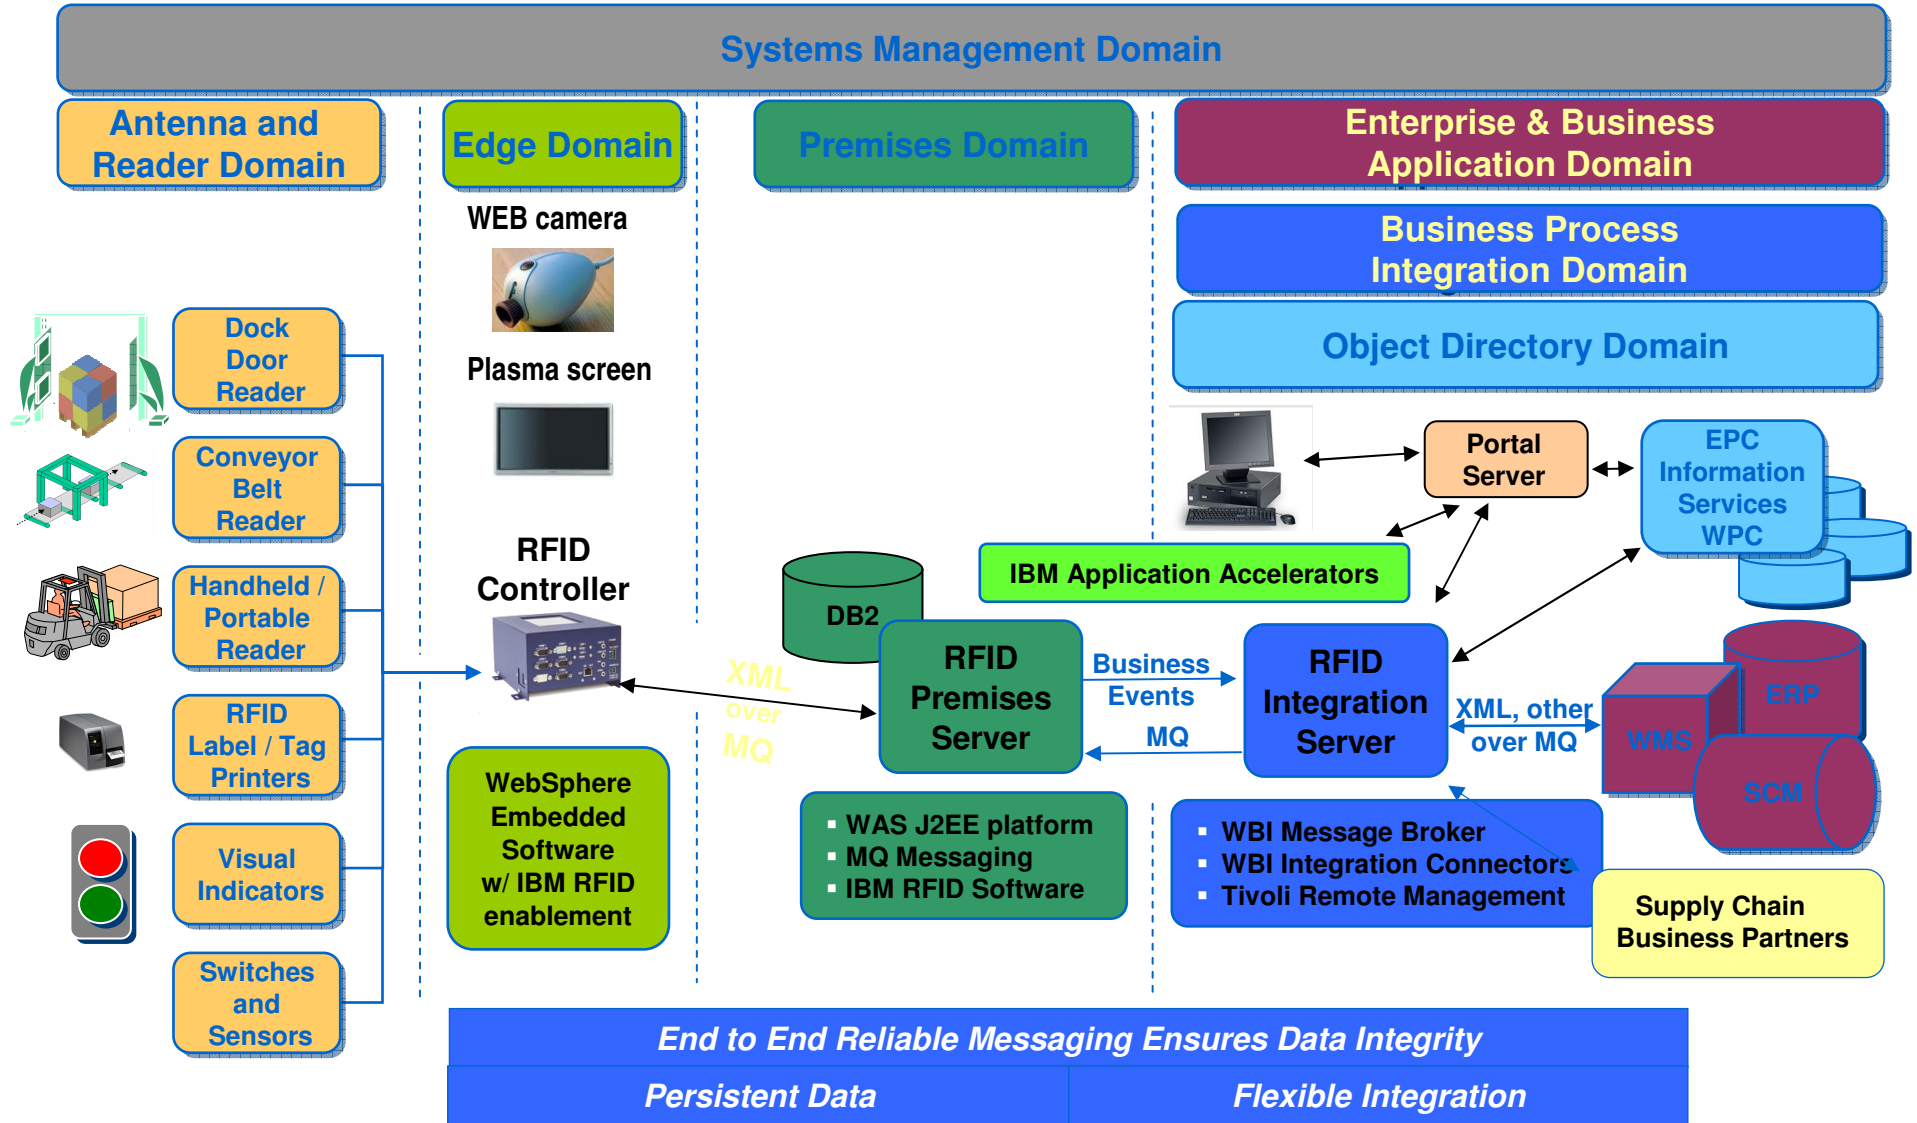 Systems Management Domain
Antenna and
Reader Domain
Edge Domain
Premises Domain
Enterprise & Business
Application Domain
Business Process
Integration Domain
Object Directory Domain
WEB camera
Plasma screen
Dock
Door
Reader
Conveyor
Belt
Reader
Handheld /
Portable
Reader
RFID
Label / Tag
Printers
Visual
Indicators
Switches
and
Sensors
RFID
Controller
WebSphere
Embedded
Software
w/ IBM RFID
enablement
XML
over
MQ
DB2
RFID
Premises
Server
WAS J2EE platform
MQ Messaging
IBM RFID Software
Business
Events
MQ
IBM Application Accelerators
Portal
Server
EPC
Information
Services
WPC
RFID
Integration
Server
XML, other
over MQ
WMS
ERP
SCM
WBI Message Broker
WBI Integration Connectors
Tivoli Remote Management
Supply Chain
Business Partners
End to End Reliable Messaging Ensures Data Integrity
Persistent Data
Flexible Integration